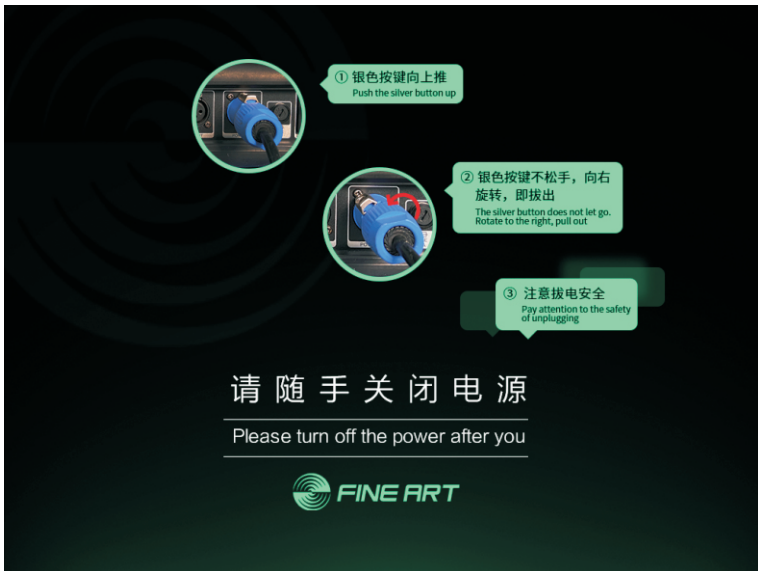 ① 银色按键向上推
Push the silver button up
② 银色按键不松手，向右
旋转，即拔出
The silver button does not let go.
Rotate to the right, pull out
③ 注意拔电安全
Pay attention to the safety
of unplugging
请随手关闭电源
Please turn off the power after you
FINE ART